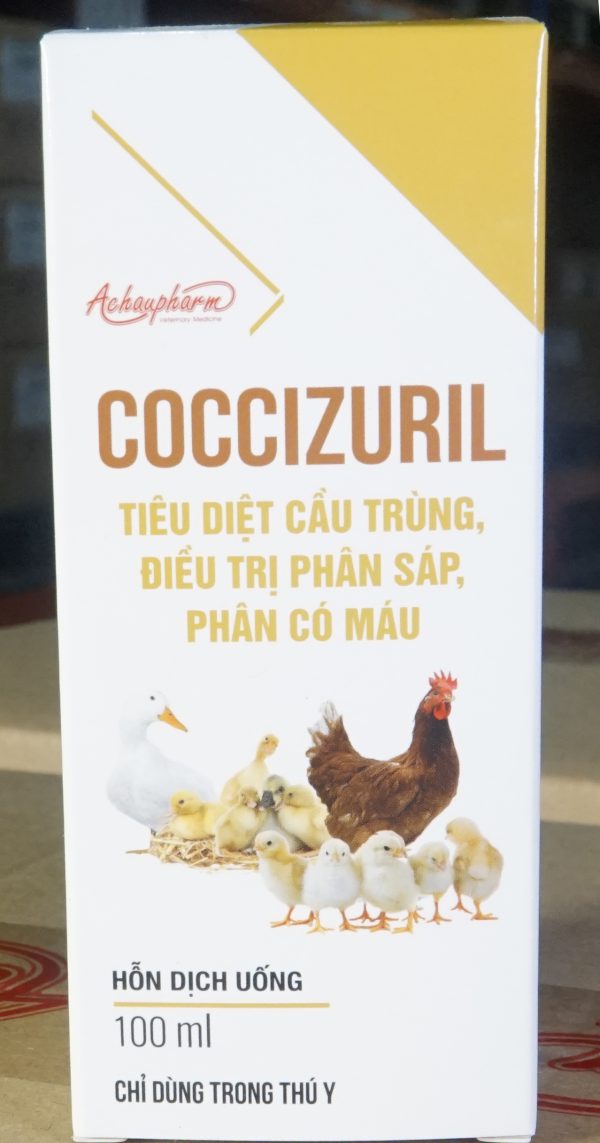 Achaupharm
Veterinary Medicine
COCCIZURIL
TIÊU DIỆT CẦU TRÙNG,
ĐIỀU TRỊ PHÂN SÁP,
PHÂN CÓ MÁU
HỖN DỊCH UỐNG
100 ml
CHỈ DÙNG TRONG THÚ Y